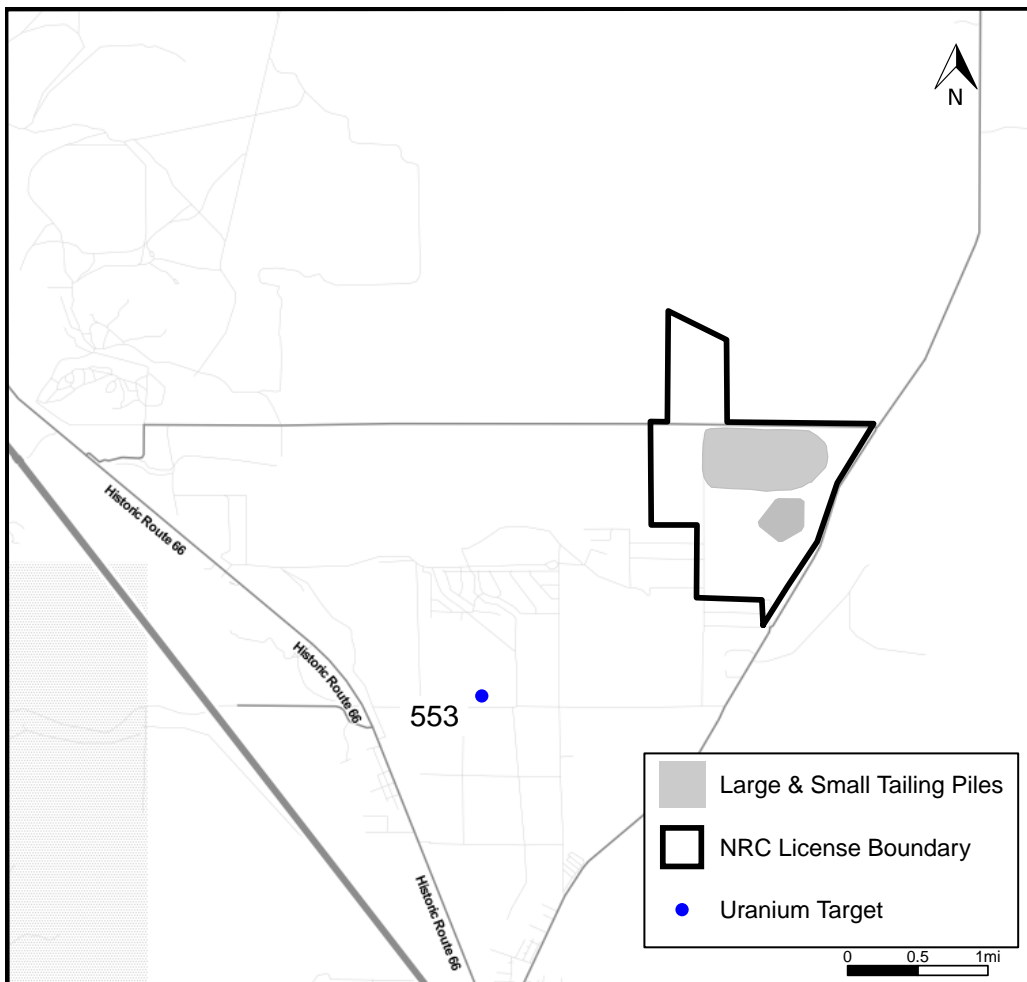 N
Historic Route 66
Historic Route 66
553
Historic Route 66
Large & Small Tailing Piles
NRC License Boundary
Uranium Target
0 0.5 1mi